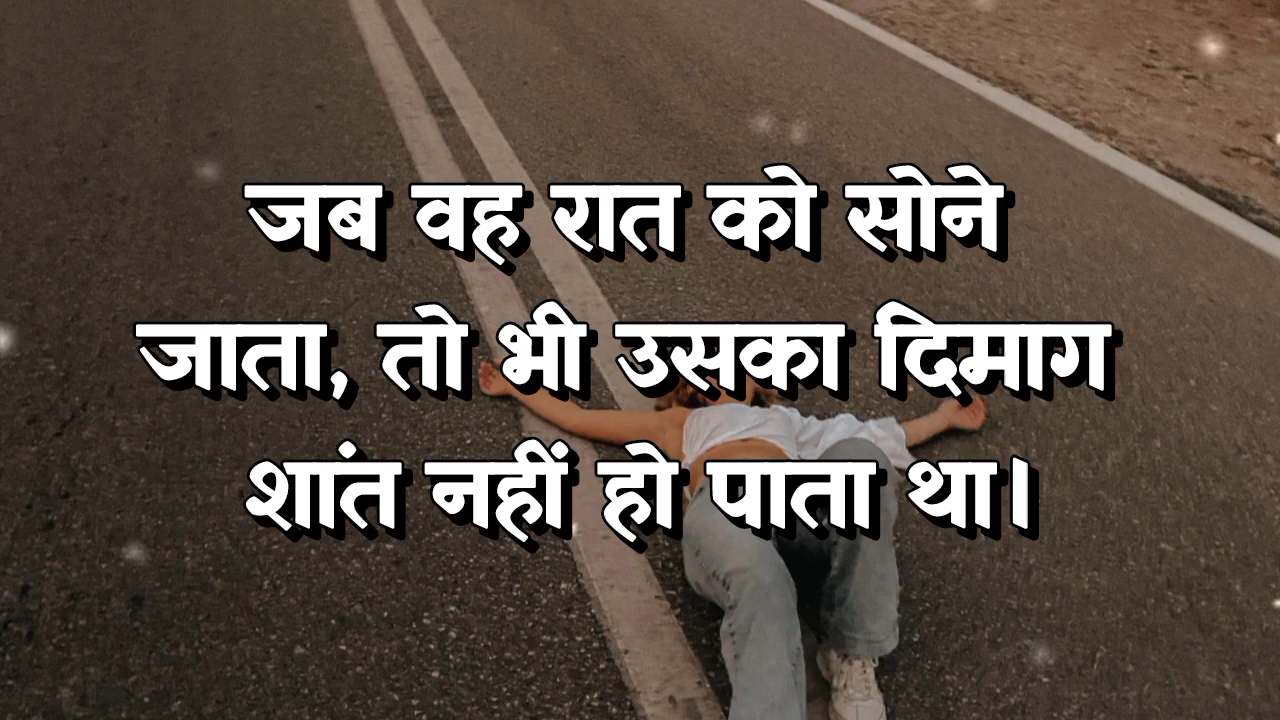 जब वह रात को सोने
जाता, तो भी उसका दिमाग
शांत नहीं हो पाता था।